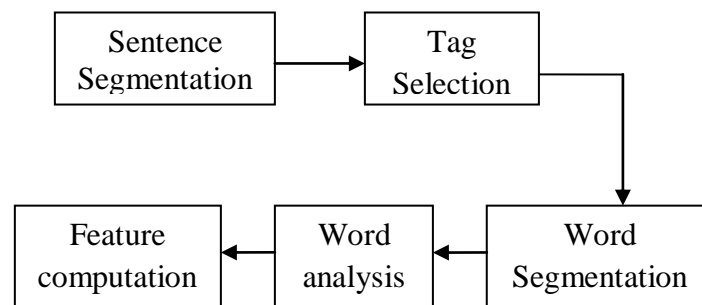 Sentence
Segmentation
Tag
Selection
Word
Segmentation
Word
analysis
Feature
computation